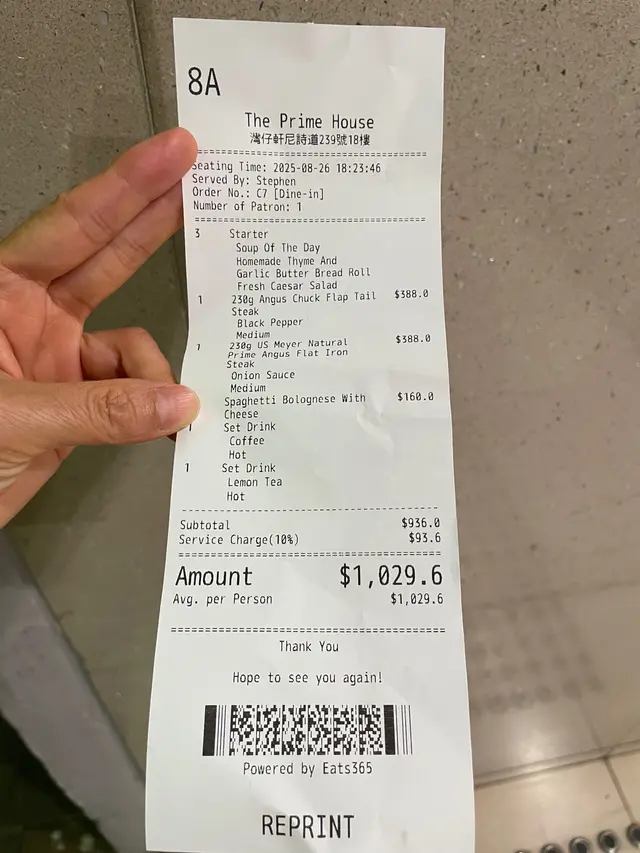 8A
The Prime House
灣仔軒尼詩道239號18樓
Seating Time: 2025-08-26 18:23:46
Served By: Stephen
Order No.: C7 [Dine-in]
Number of Patron: 1
3 Starter
Soup Of The Day
Homemade Thyme And
Garlic Butter Bread Roll
Fresh Caesar Salad
1 230g Angus Chuck Flap Tail $388.0
Steak
Black Pepper
Medium
1 230g US Meyer Natural $388.0
Prime Angus Flat Iron
Steak
Onion Sauce
Medium
Spaghetti Bolognese With $160.0
Cheese
1 Set Drink
Coffee
Hot
1 Set Drink
Lemon Tea
Hot
Subtotal $936.0
Service Charge(10%) $93.6
Amount $1,029.6
Avg. per Person $1,029.6
Thank You
Hope to see you again!
Powered by Eats365
REPRINT